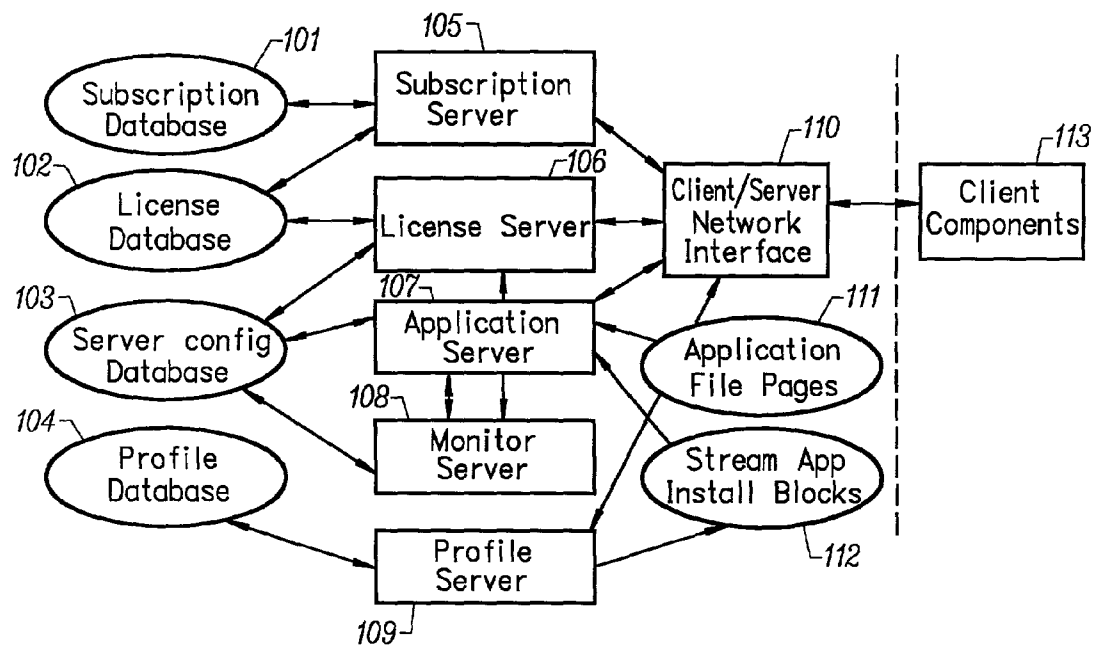 101
Subscription
Database
105
Subscription
Server
102
License
Database
106
License Server
110
Client/Server
Network
Interface
113
Client
Components
103
Server config
Database
107
Application
Server
111
Application
File Pages
104
Profile
Database
108
Monitor
Server
Stream App
Install Blocks
112
Profile
Server
109